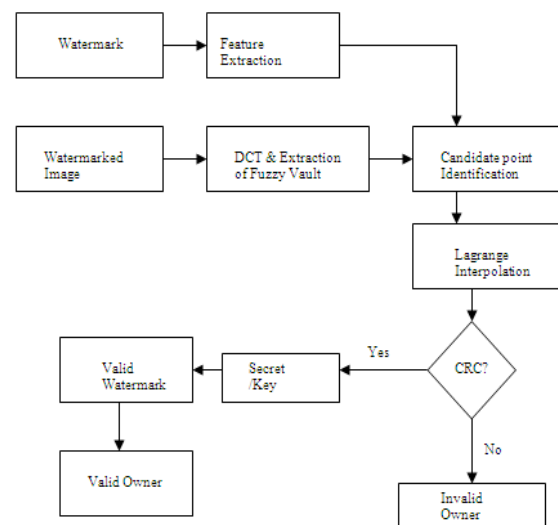 Watermark
Feature
Extraction
Watermarked
Image
DCT & Extraction
of Fuzzy Vault
Candidate point
Identification
Lagrange
Interpolation
CRC?
Yes
Secret
/Key
Valid
Watermark
No
Valid Owner
Invalid
Owner